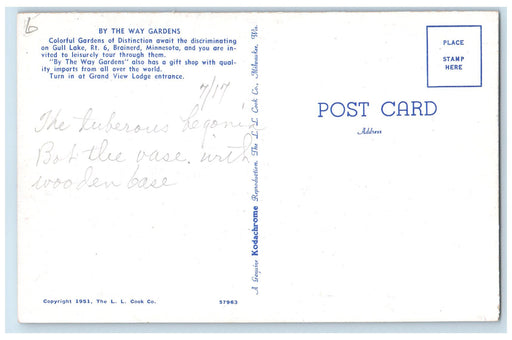 6
BY THE WAY GARDENS
Colorful Gardens of Distinction await the discriminating
on Gull Lake, Rt. 6, Brainerd, Minnesota, and you are in-
vited to leisurely tour through them.
"By The Way Gardens" also has a gift shop with qual-
ity imports from all over the world.
Turn in at Grand View Lodge entrance.
7/17
The tuberous begonia
Bot the vase. with
wooden base
Copyright 1951, The L. L. Cook Co.
57963
A Genuine Kodachrome Reproduction The L. L. Cook Co., Milwaukee, Wis.
POST CARD
Address
PLACE
STAMP
HERE